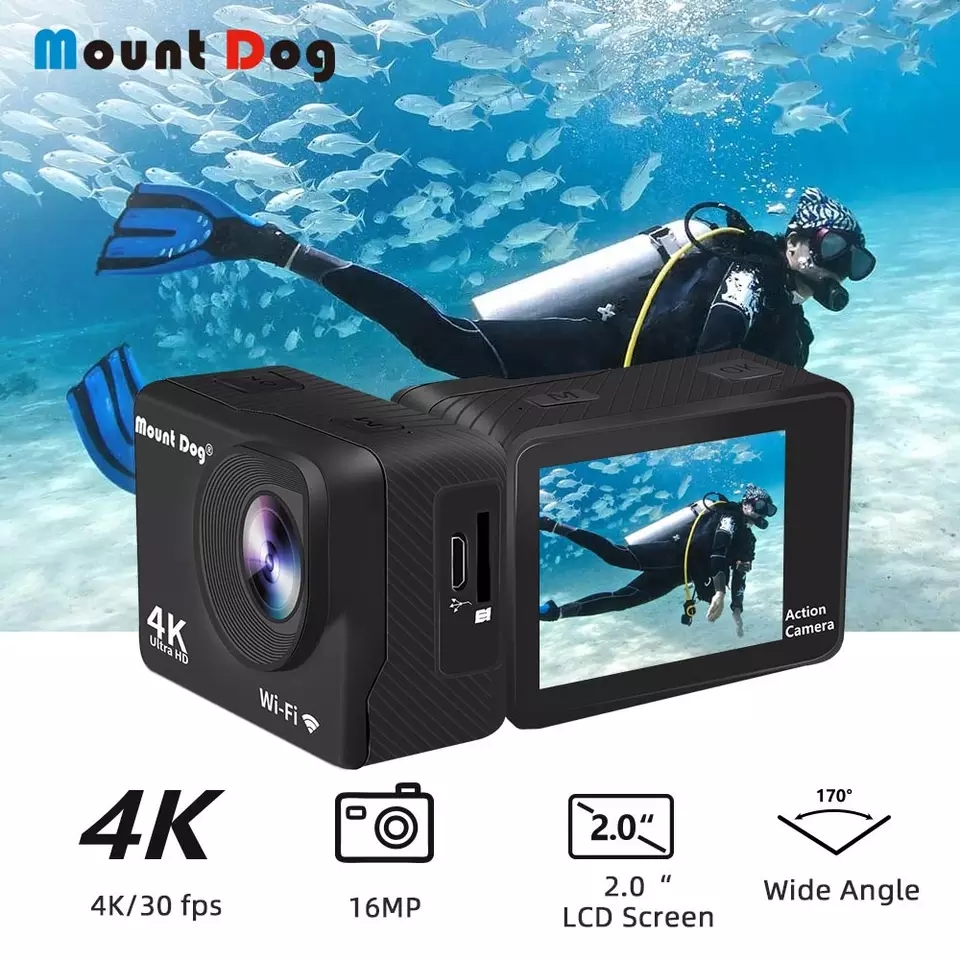 Mount Dog
OK
M
M
OK
Mount Dog®
4K
Ultra HD
Wi-Fi
Action
Camera
4K
4K/30 fps
16MP
2.0“
2.0 “
LCD Screen
170°
Wide Angle